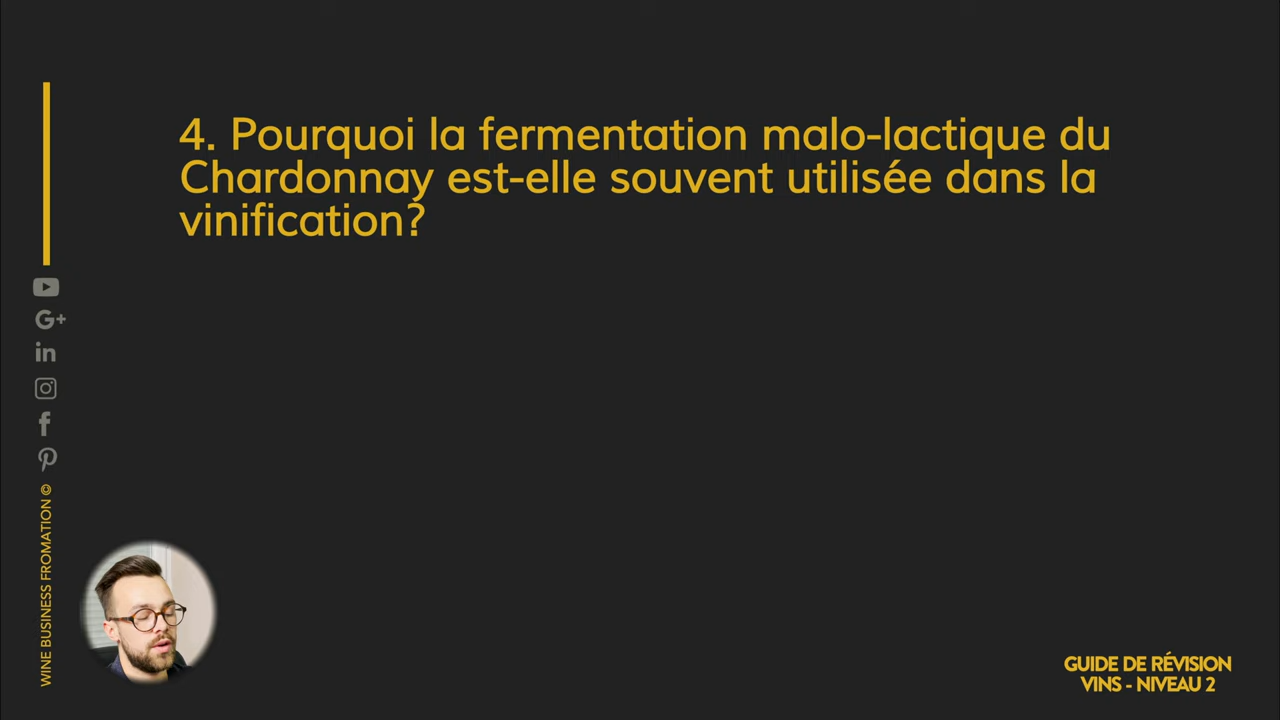 4. Pourquoi la fermentation malo-lactique du
Chardonnay est-elle souvent utilisée dans la
vinification?
G+
in
f
WINE BUSINESS FROMATION ©
GUIDE DE RÉVISION
VINS - NIVEAU 2